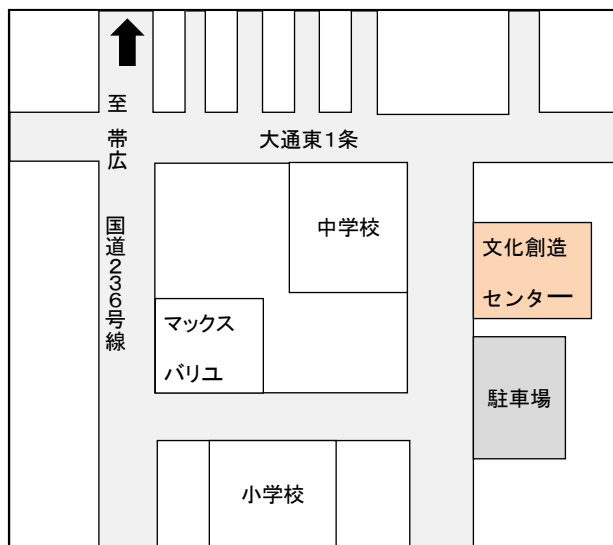 至 帯広
国道236号線
大通東1条
中学校
文化創造
センター
マックス
バリユ
駐車場
小学校